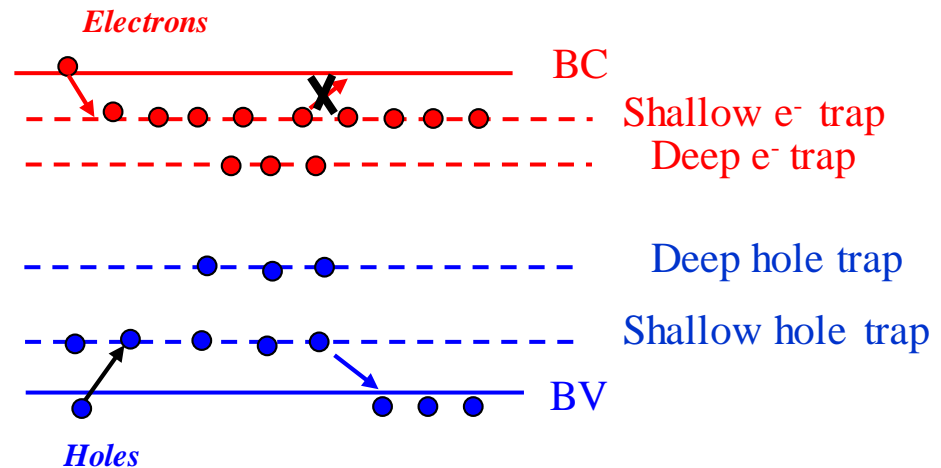 Electrons
BC
Shallow e- trap
Deep e- trap
Deep hole trap
Shallow hole trap
BV
Holes